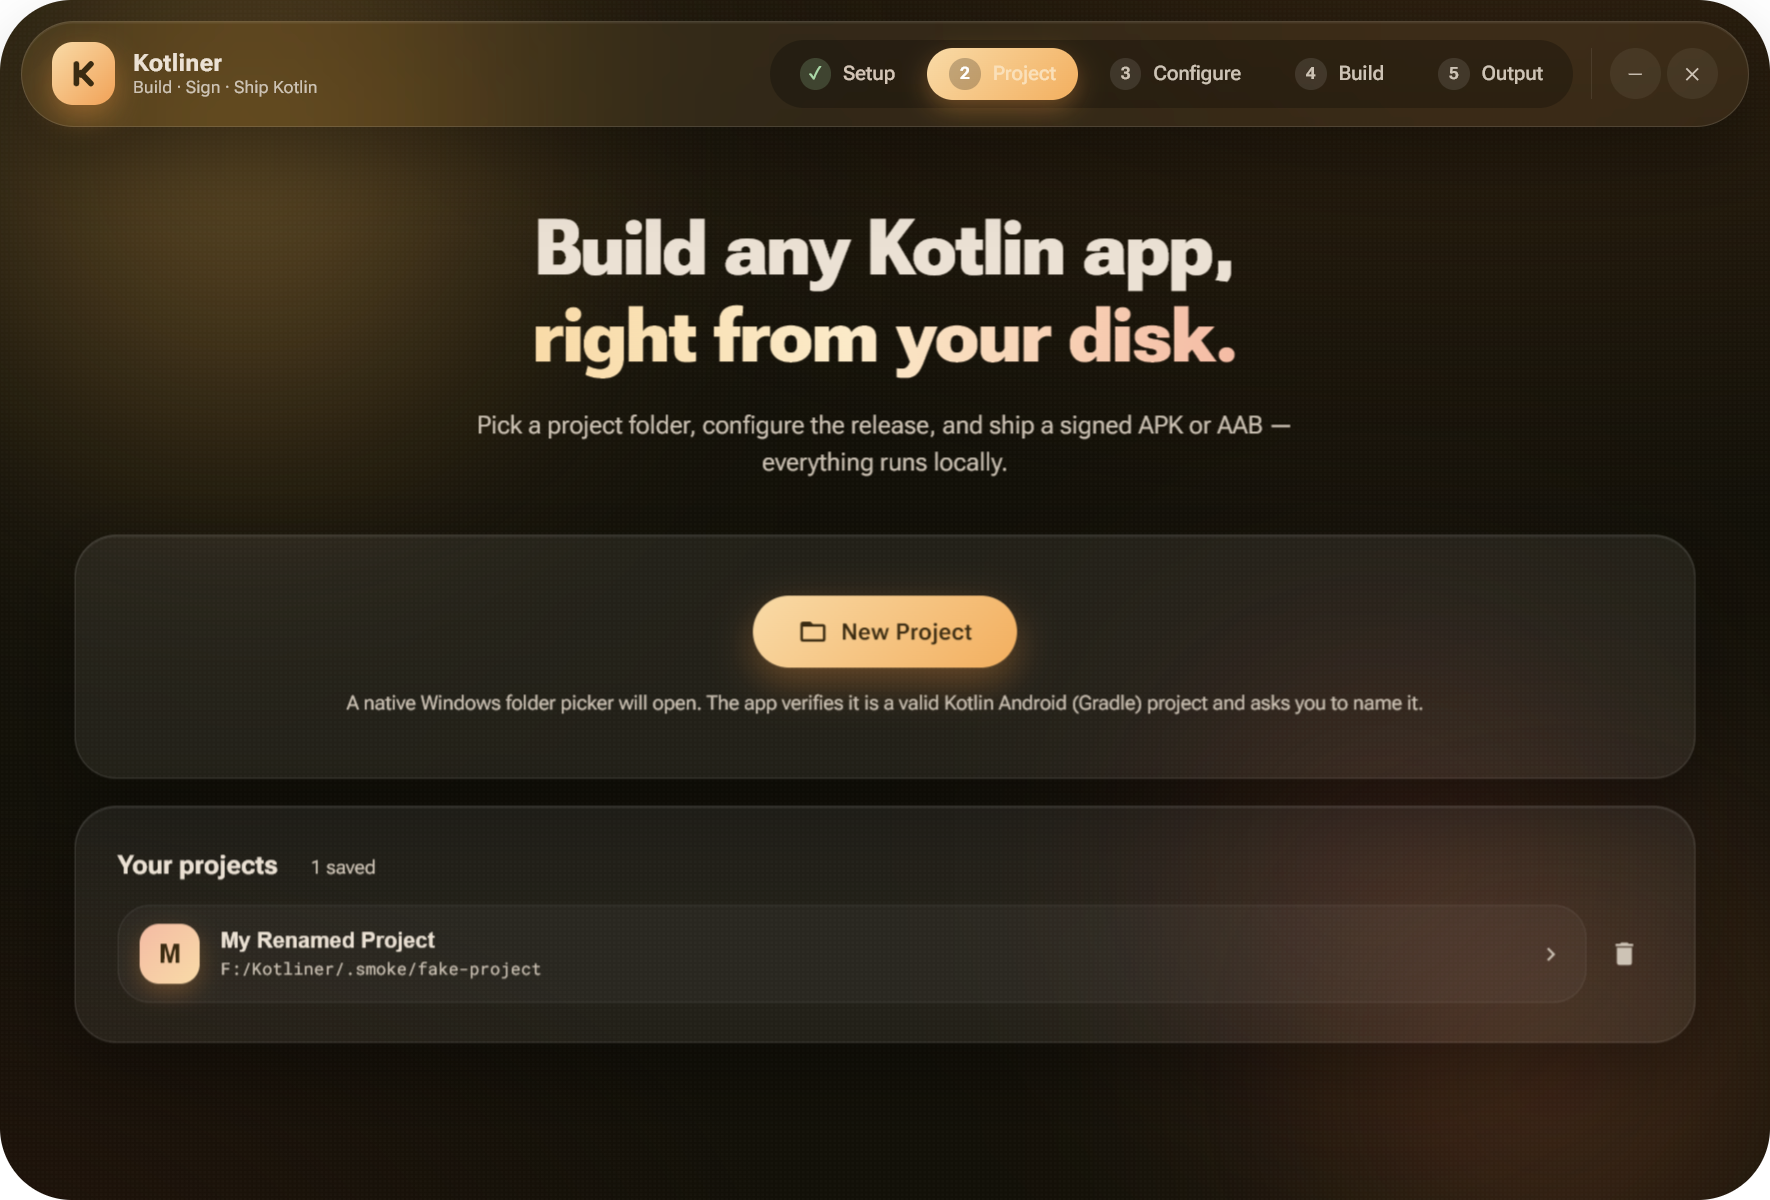 K
Kotliner
Build · Sign · Ship Kotlin
✓ Setup
2 Project
3 Configure
4 Build
5 Output
Build any Kotlin app,
right from your disk.
Pick a project folder, configure the release, and ship a signed APK or AAB —
everything runs locally.
New Project
A native Windows folder picker will open. The app verifies it is a valid Kotlin Android (Gradle) project and asks you to name it.
Your projects 1 saved
M
My Renamed Project
F:/Kotliner/.smoke/fake-project